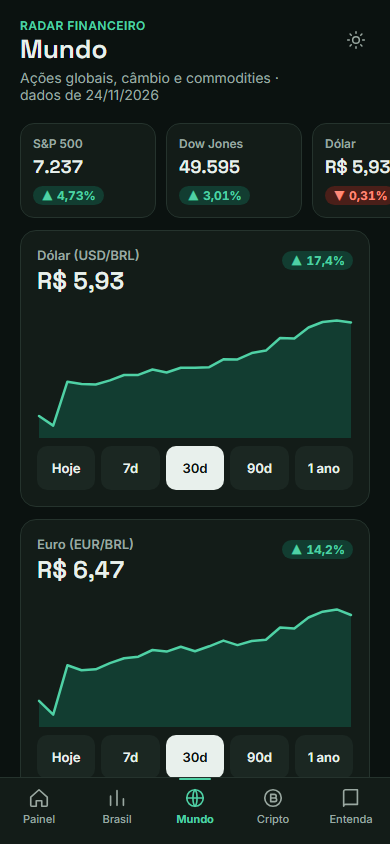 RADAR FINANCEIRO
Mundo
Ações globais, câmbio e commodities ·
dados de 24/11/2026
S&P 500
7.237
▲ 4,73%
Dow Jones
49.595
▲ 3,01%
Dólar
R$ 5,93
▼ 0,31%
Dólar (USD/BRL)
R$ 5,93
▲ 17,4%
Hoje
7d
30d
90d
1 ano
Euro (EUR/BRL)
R$ 6,47
▲ 14,2%
Hoje
7d
30d
90d
1 ano
Painel
Brasil
Mundo
Cripto
Entenda